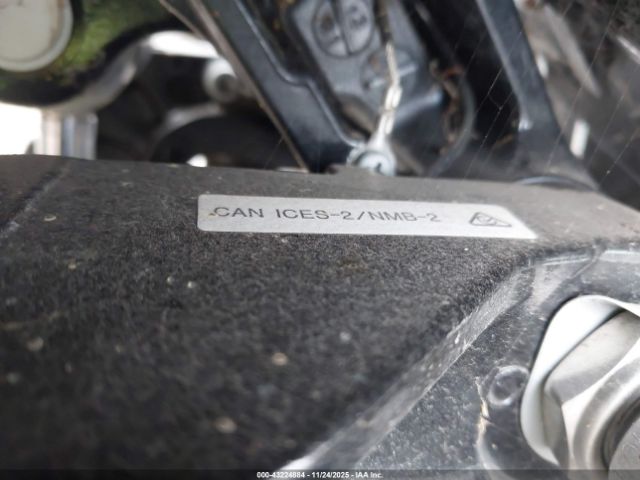 CAN ICES-2/NMB-2
000-43224884 - 11/24/2025 - IAA Inc.